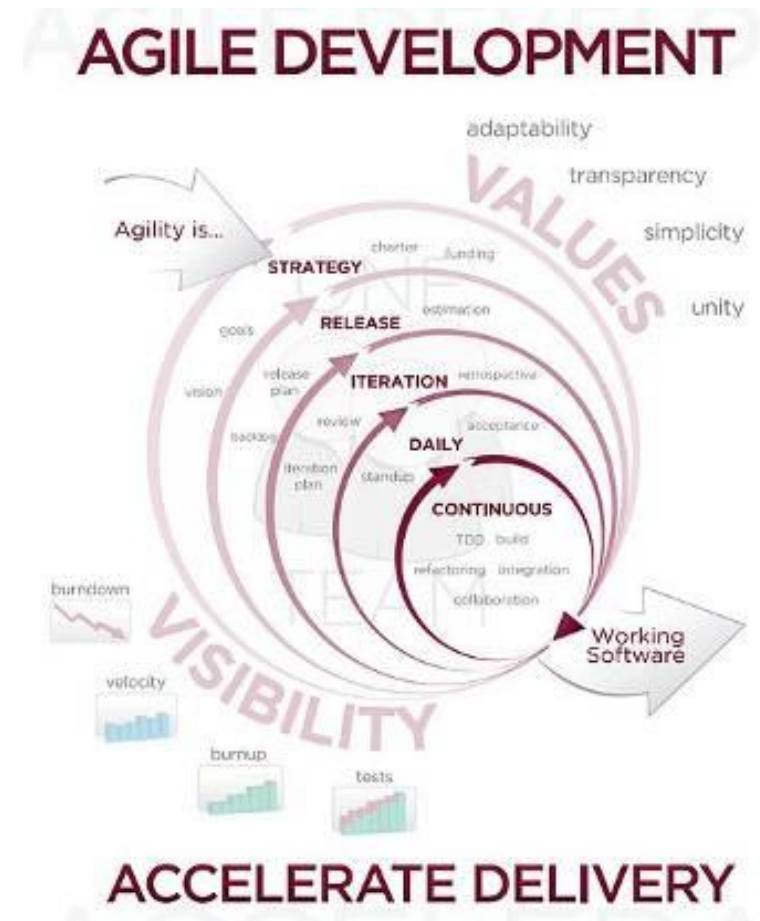 AGILE DEVELOPMENT
adaptability
VALUES
transparency
simplicity
unity
Agility is...
STRATEGY
charter
funding
ONE
RELEASE
estimation
goals
ITERATION
retrospective
release
plan
vision
review
acceptance
backlog
DAILY
iteration
plan
standup
CONTINUOUS
TDD build
refactoring integration
collaboration
TEAM
Working
Software
VISIBILITY
burndown
velocity
burnup
tests
ACCELERATE DELIVERY